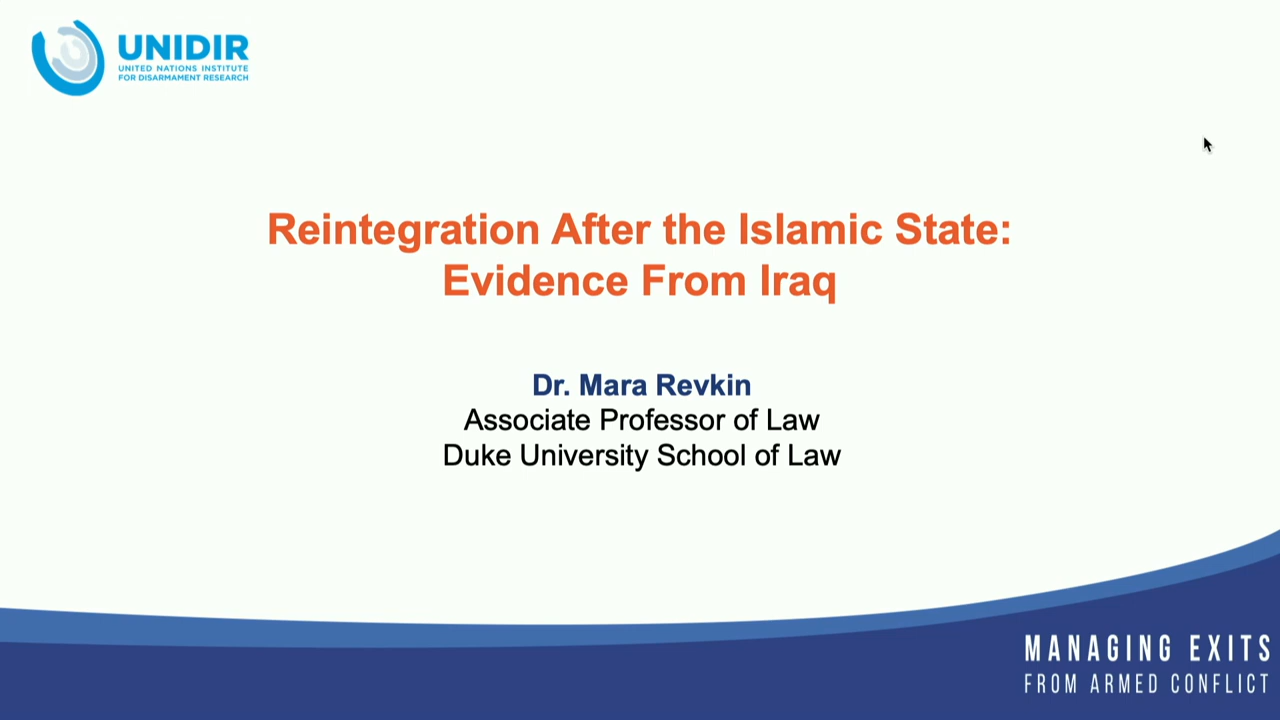 UNIDIR
UNITED NATIONS INSTITUTE
FOR DISARMAMENT RESEARCH
Reintegration After the Islamic State:
Evidence From Iraq
Dr. Mara Revkin
Associate Professor of Law
Duke University School of Law
MANAGING EXITS
FROM ARMED CONFLICT